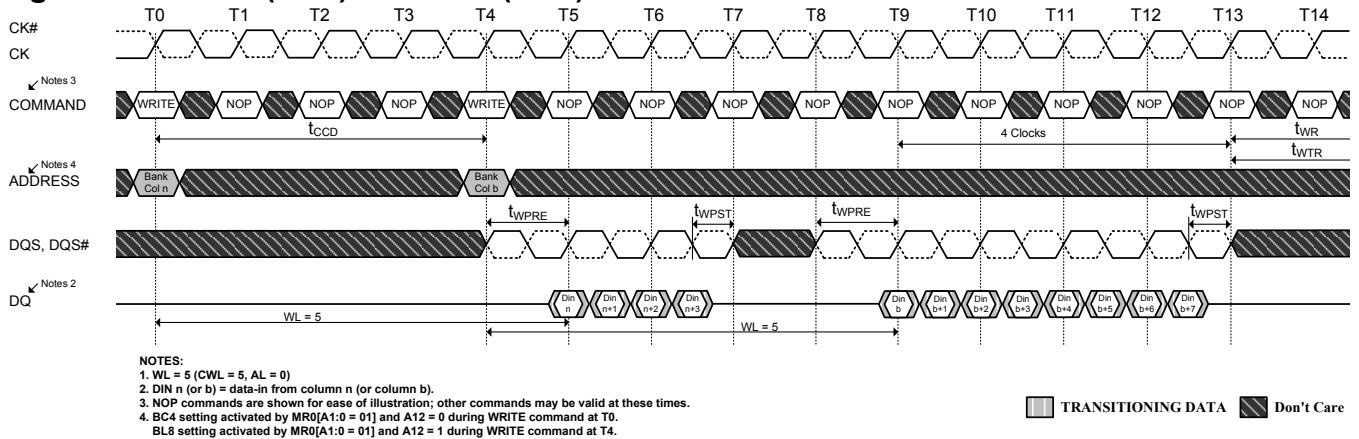 T0 T1 T2 T3 T4 T5 T6 T7 T8 T9 T10 T11 T12 T13 T14
CK#
CK
Notes 3
COMMAND
WRITE NOP NOP NOP WRITE NOP NOP NOP NOP NOP NOP NOP NOP NOP NOP
tCCD
4 Clocks
tWR
tWTR
Notes 4
ADDRESS
Bank Bank
Col n Col b
tWPRE tWPST tWPRE tWPST
DQS, DQS#
Notes 2
DQ
Din Din Din Din Din Din Din Din Din Din Din Din
n n+1 n+2 n+3 b b+1 b+2 b+3 b+4 b+5 b+6 b+7
WL = 5
WL = 5
NOTES:
1. WL = 5 (CWL = 5, AL = 0)
2. DIN n (or b) = data-in from column n (or column b).
3. NOP commands are shown for ease of illustration; other commands may be valid at these times.
4. BC4 setting activated by MR0[A1:0 = 01] and A12 = 0 during WRITE command at T0.
BL8 setting activated by MR0[A1:0 = 01] and A12 = 1 during WRITE command at T4.
TRANSITIONING DATA Don't Care